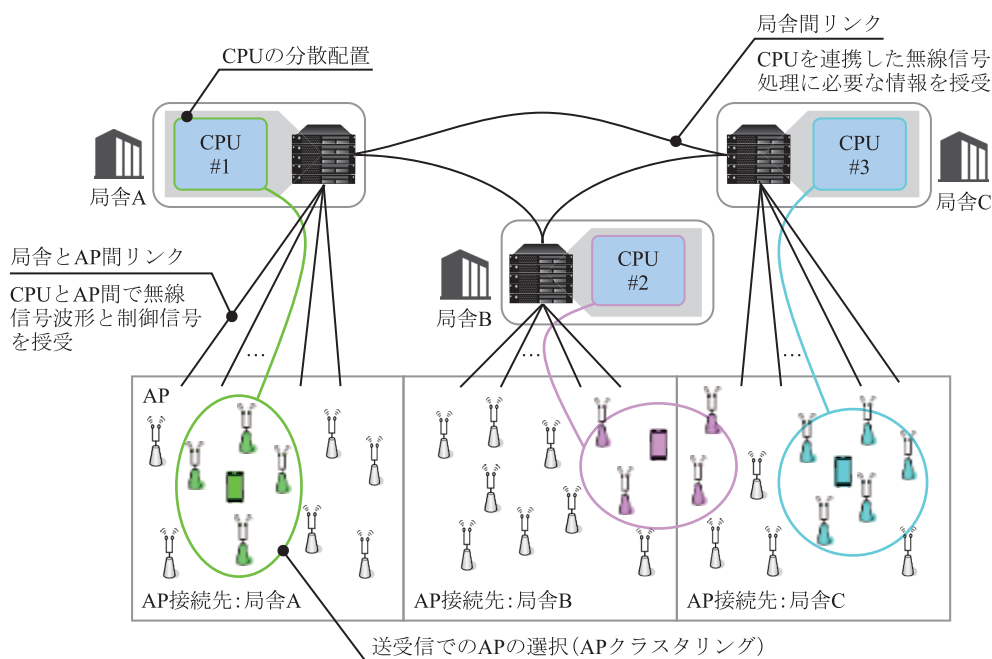 局舎間リンク
CPUを連携した無線信号
処理に必要な情報を授受
CPUの分散配置
CPU
#1
局舎A
CPU
#3
局舎C
CPU
#2
局舎B
局舎とAP間リンク
CPUとAP間で無線
信号波形と制御信号
を授受
…
…
…
AP
AP接続先：局舎A
AP接続先：局舎B
AP接続先：局舎C
送受信でのAPの選択（APクラスタリング）